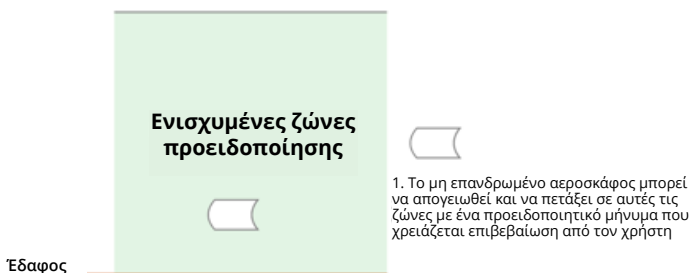 Ενισχυμένες ζώνες
προειδοποίησης
1. Το μη επανδρωμένο αεροσκάφος μπορεί
να απογειωθεί και να πετάξει σε αυτές τις
ζώνες με ένα προειδοποιητικό μήνυμα που
χρειάζεται επιβεβαίωση από τον χρήστη
Έδαφος